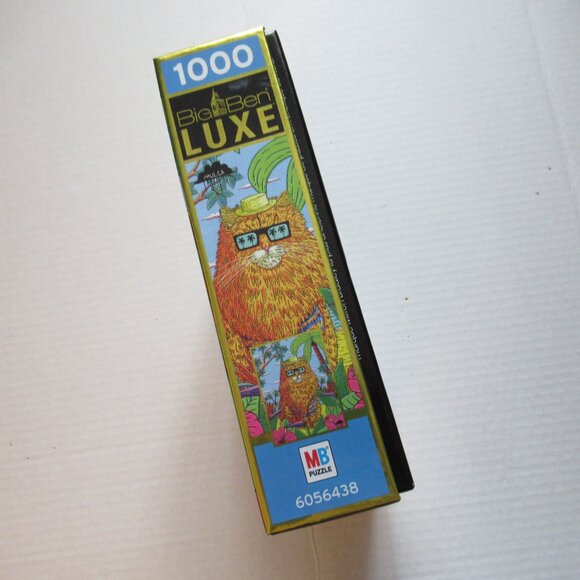 1000
Big Ben
LUXE
MULGA
MB®
PUZZLE
6056438